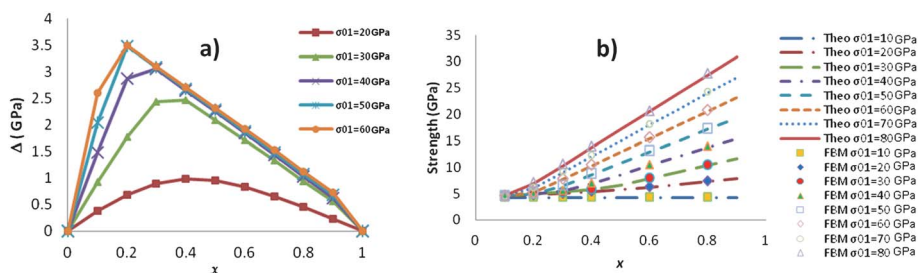 a)
Δ (GPa)
4
3.5
3
2.5
2
1.5
1
0.5
0
0 0.2 0.4 0.6 0.8 1
x
σ01=20GPa
σ01=30GPa
σ01=40GPa
σ01=50GPa
σ01=60GPa
b)
Strength (GPa)
35
30
25
20
15
10
5
0
0 0.2 0.4 0.6 0.8 1
x
Theo σ01=10GPa
Theo σ01=20GPa
Theo σ01=30GPa
Theo σ01=40GPa
Theo σ01=50GPa
Theo σ01=60GPa
Theo σ01=70GPa
Theo σ01=80GPa
FBM σ01=10 GPa
FBM σ01=20 GPa
FBM σ01=30 GPa
FBM σ01=40 GPa
FBM σ01=50 GPa
FBM σ01=60 GPa
FBM σ01=70 GPa
FBM σ01=80 GPa